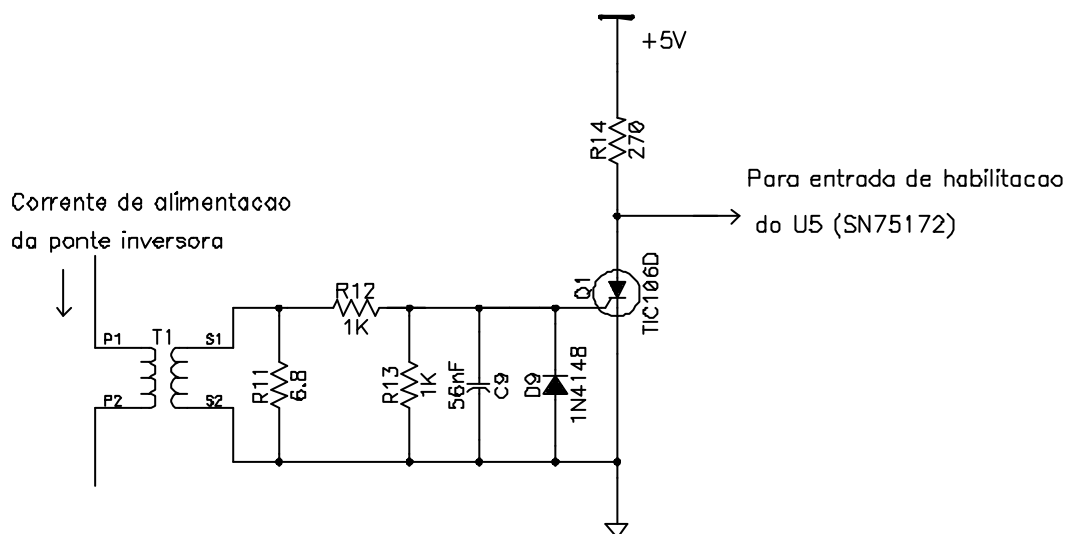 +5V
R14
270
Para entrada de habilitacao
do U5 (SN75172)
Corrente de alimentacao
da ponte inversora
Q1
TIC106D
R12
1K
P1
T1
S1
P2
S2
R11
6.8
R13
1K
56nF
C9
D9
1N4148